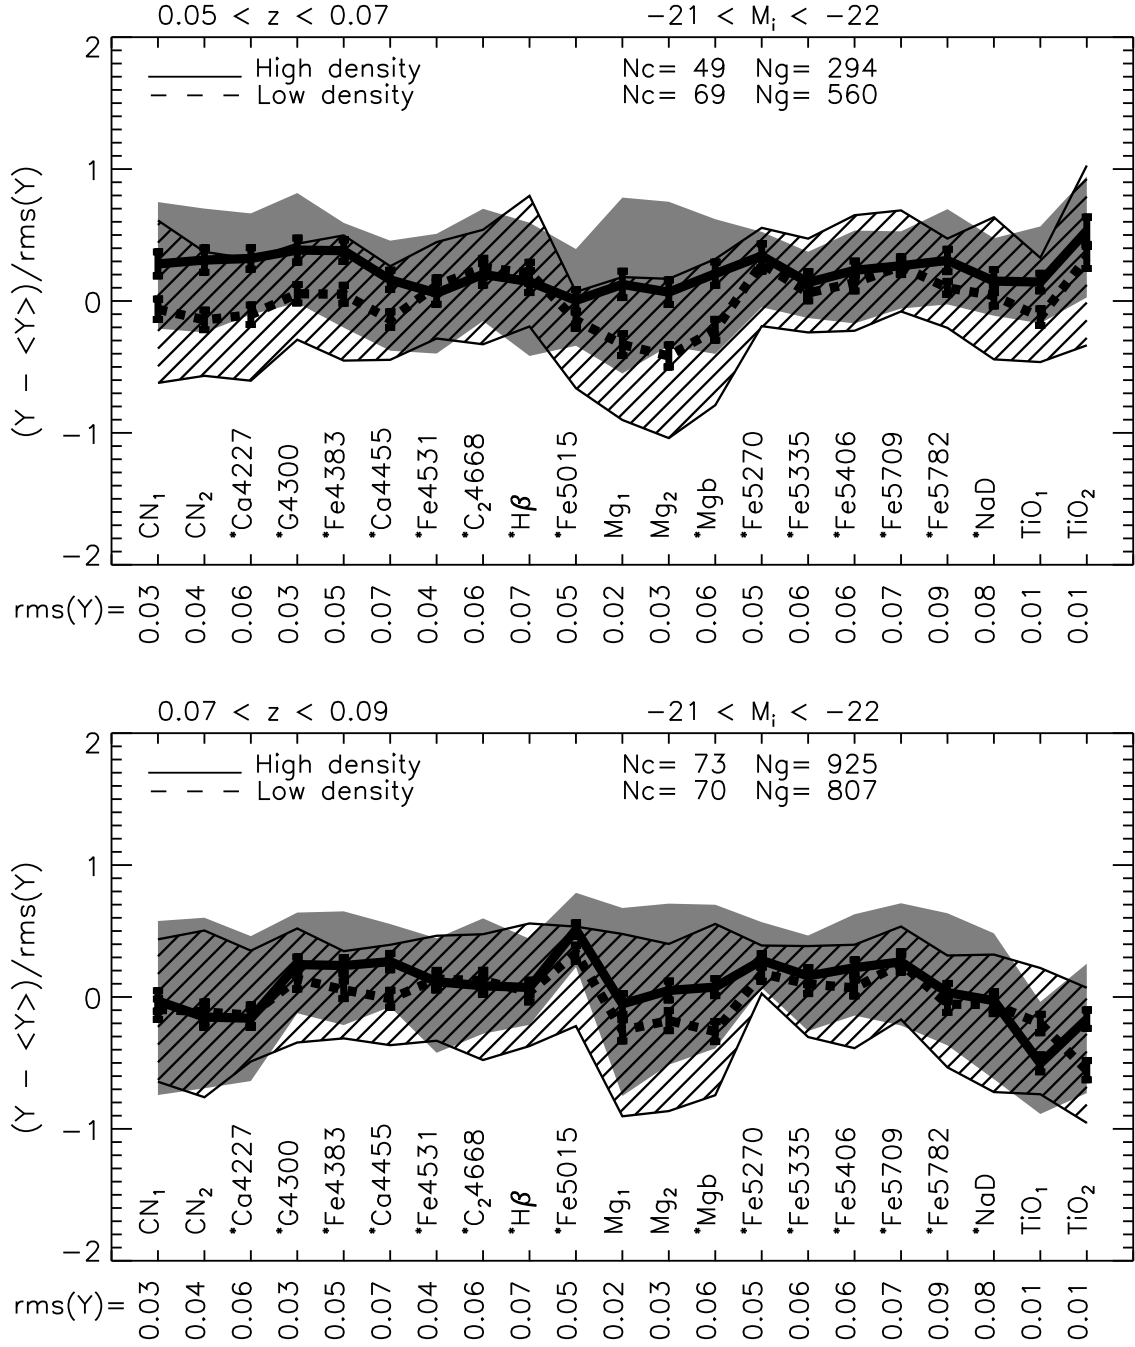 0.05 < z < 0.07 −21 < Mᵢ < −22
High density Nc= 49 Ng= 294
Low density Nc= 69 Ng= 560
(Y − <Y>)/rms(Y)
2
1
0
−1
−2
CN₁ CN₂ *Ca4227 *G4300 *Fe4383 *Ca4455 *Fe4531 *C₂4668 *Hβ *Fe5015 Mg₁ Mg₂ *Mgb *Fe5270 *Fe5335 *Fe5406 *Fe5709 *Fe5782 *NaD TiO₁ TiO₂
rms(Y)= 0.03 0.04 0.06 0.03 0.05 0.07 0.04 0.06 0.07 0.05 0.02 0.03 0.06 0.05 0.06 0.06 0.07 0.09 0.08 0.01 0.01
0.07 < z < 0.09 −21 < Mᵢ < −22
High density Nc= 73 Ng= 925
Low density Nc= 70 Ng= 807
(Y − <Y>)/rms(Y)
2
1
0
−1
−2
CN₁ CN₂ *Ca4227 *G4300 *Fe4383 *Ca4455 *Fe4531 *C₂4668 *Hβ *Fe5015 Mg₁ Mg₂ *Mgb *Fe5270 *Fe5335 *Fe5406 *Fe5709 *Fe5782 *NaD TiO₁ TiO₂
rms(Y)= 0.03 0.04 0.06 0.03 0.05 0.07 0.04 0.06 0.07 0.05 0.02 0.03 0.06 0.05 0.06 0.06 0.07 0.09 0.08 0.01 0.01